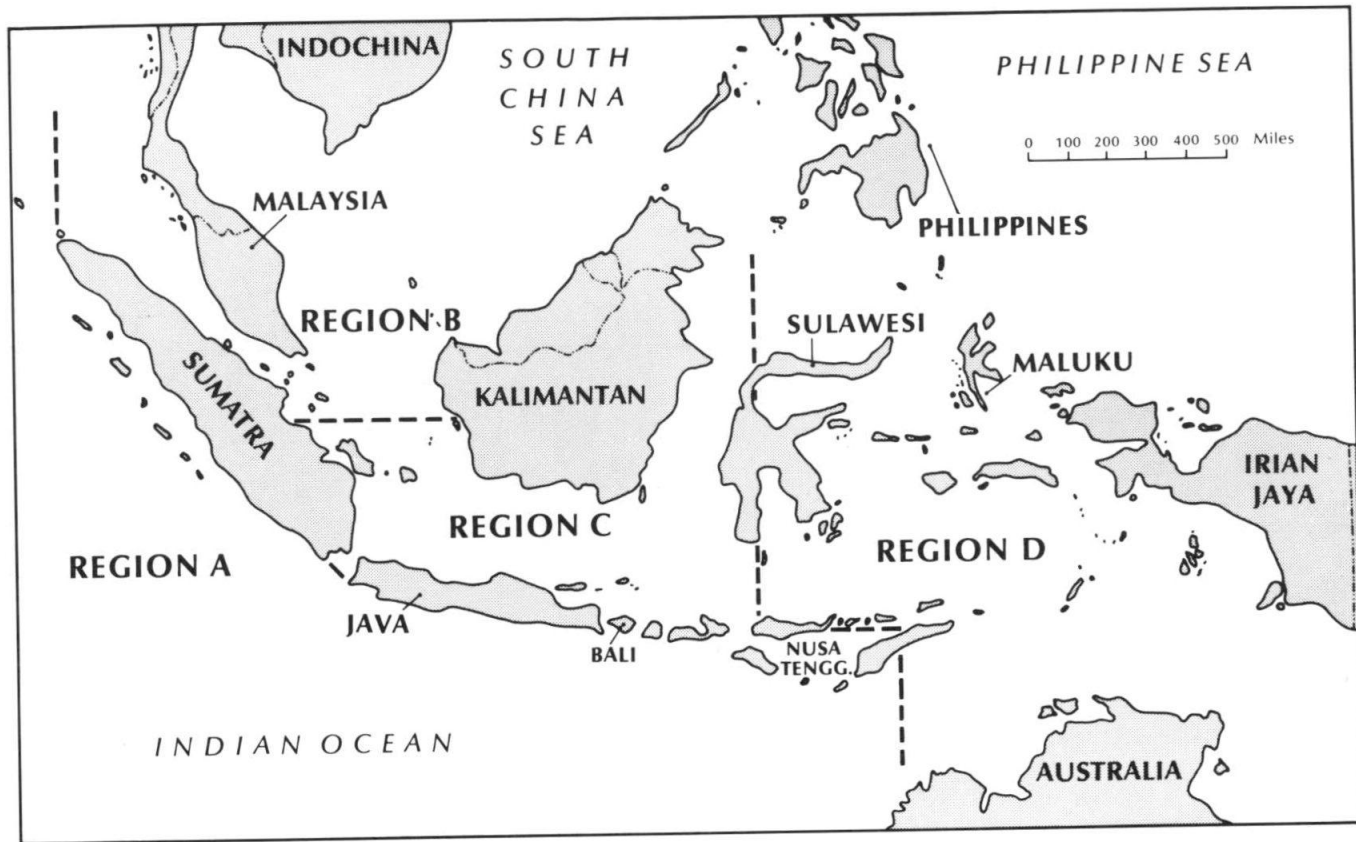 INDOCHINA
SOUTH
CHINA
SEA
PHILIPPINE SEA
0 100 200 300 400 500 Miles
MALAYSIA
PHILIPPINES
REGION B
SULAWESI
MALUKU
SUMATRA
KALIMANTAN
IRIAN
JAYA
REGION C
REGION D
REGION A
JAVA
BALI
NUSA
TENGG.
INDIAN OCEAN
AUSTRALIA